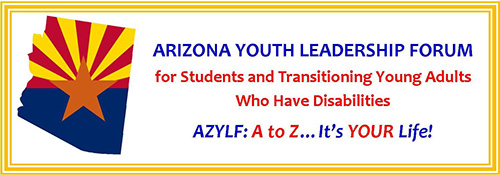 ARIZONA YOUTH LEADERSHIP FORUM
for Students and Transitioning Young Adults
Who Have Disabilities
AZYLF: A to Z...It's YOUR Life!